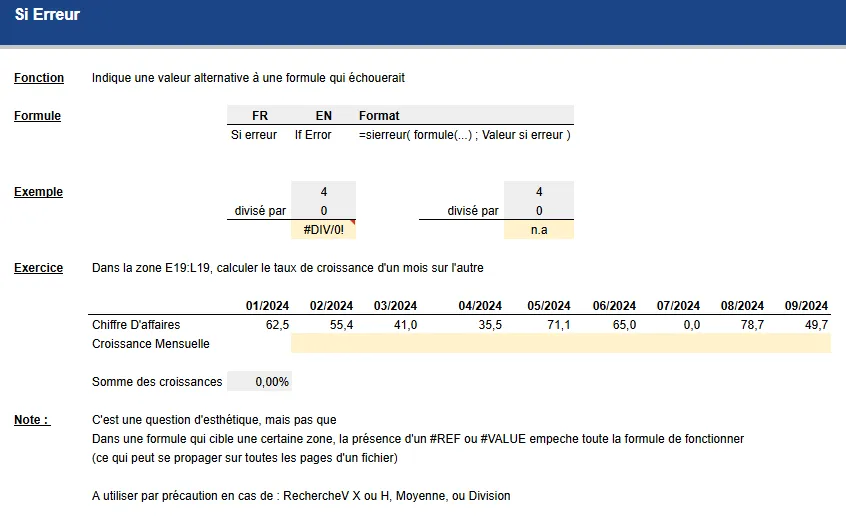 Si Erreur
Fonction Indique une valeur alternative à une formule qui échouerait
Formule FR EN Format
Si erreur If Error =sierreur( formule(...) ; Valeur si erreur )
Exemple 4 4
divisé par 0 divisé par 0
#DIV/0! n.a
Exercice Dans la zone E19:L19, calculer le taux de croissance d'un mois sur l'autre
01/2024 02/2024 03/2024 04/2024 05/2024 06/2024 07/2024 08/2024 09/2024
Chiffre D'affaires 62,5 55,4 41,0 35,5 71,1 65,0 0,0 78,7 49,7
Croissance Mensuelle
Somme des croissances 0,00%
Note : C'est une question d'esthétique, mais pas que
Dans une formule qui cible une certaine zone, la présence d'un #REF ou #VALUE empeche toute la formule de fonctionner
(ce qui peut se propager sur toutes les pages d'un fichier)
A utiliser par précaution en cas de : RechercheV X ou H, Moyenne, ou Division